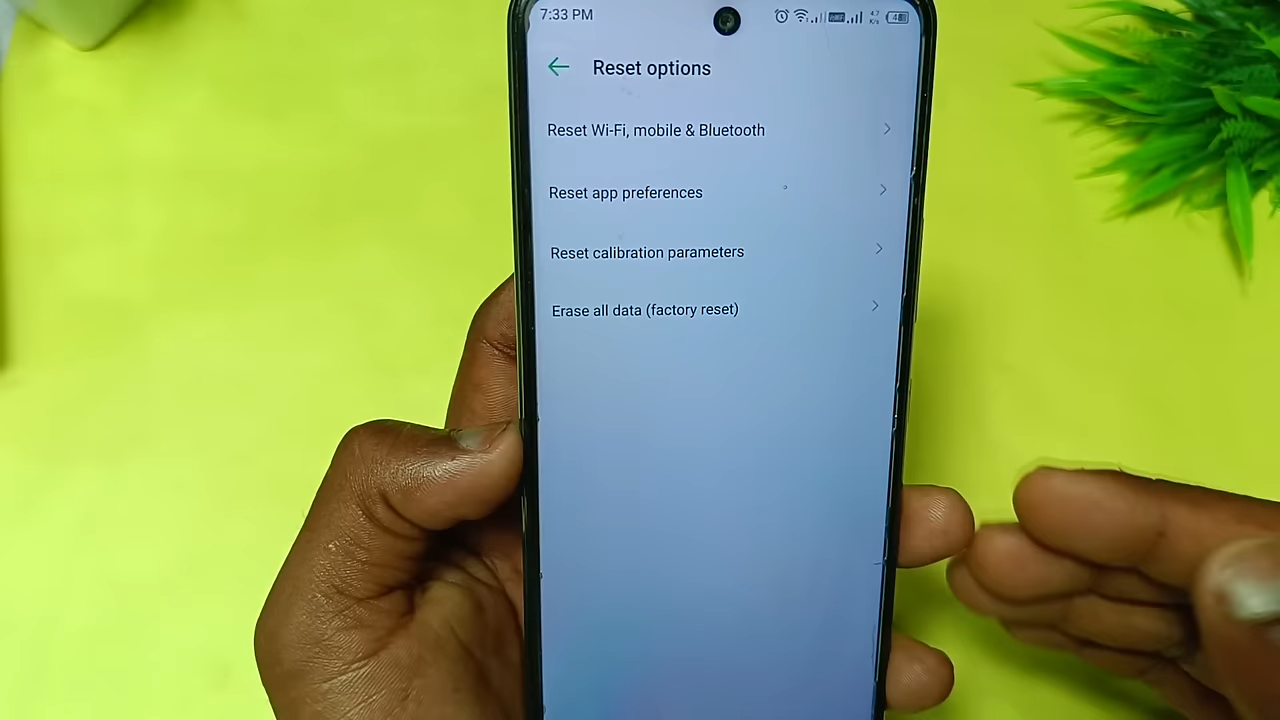 7:33 PM
Reset options
Reset Wi-Fi, mobile & Bluetooth
Reset app preferences
Reset calibration parameters
Erase all data (factory reset)